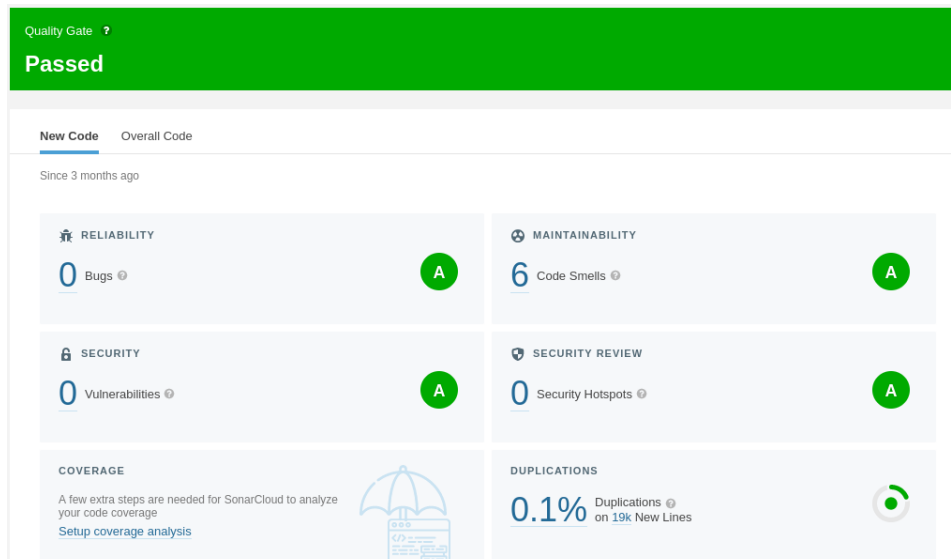 Quality Gate ?
Passed
New Code Overall Code
Since 3 months ago
RELIABILITY
0 Bugs ?
A
MAINTAINABILITY
6 Code Smells ?
A
SECURITY
0 Vulnerabilities ?
A
SECURITY REVIEW
0 Security Hotspots ?
A
COVERAGE
A few extra steps are needed for SonarCloud to analyze
your code coverage
Setup coverage analysis
</>
DUPLICATIONS
0.1% Duplications ?
on 19k New Lines